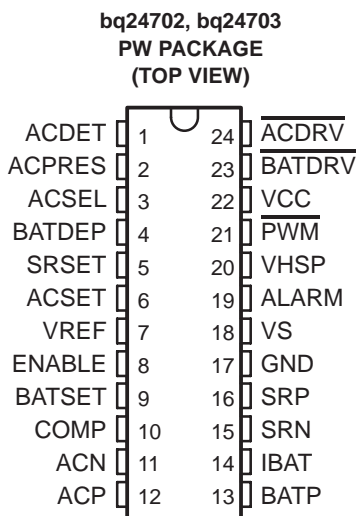 bq24702, bq24703
PW PACKAGE
(TOP VIEW)
ACDET 1 24 ACDRV
ACPRES 2 23 BATDRV
ACSEL 3 22 VCC
BATDEP 4 21 PWM
SRSET 5 20 VHSP
ACSET 6 19 ALARM
VREF 7 18 VS
ENABLE 8 17 GND
BATSET 9 16 SRP
COMP 10 15 SRN
ACN 11 14 IBAT
ACP 12 13 BATP